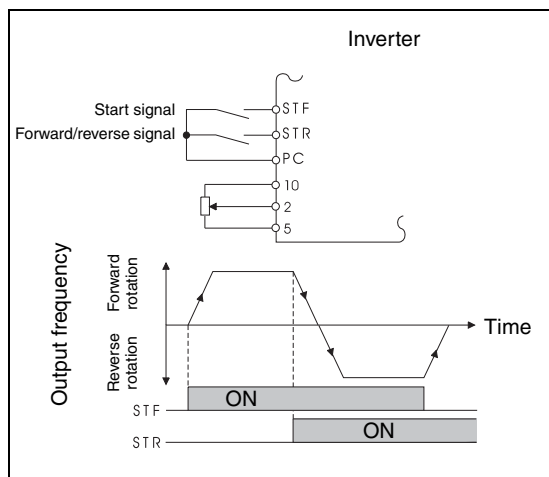 Inverter
Start signal
STF
Forward/reverse signal
STR
PC
10
2
5
Output frequency
Forward
rotation
Reverse
rotation
Time
STF
ON
STR
ON